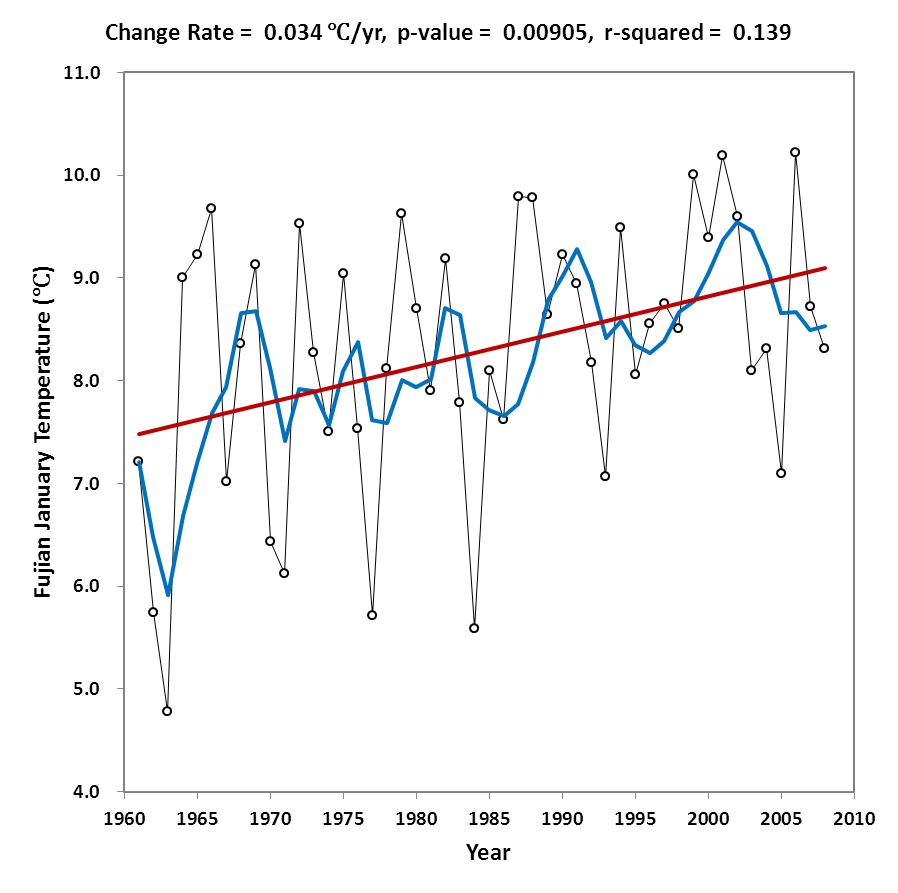 Change Rate = 0.034 ℃/yr, p-value = 0.00905, r-squared = 0.139
11.0
10.0
9.0
8.0
7.0
6.0
5.0
4.0
Fujian January Temperature (℃)
1960 1965 1970 1975 1980 1985 1990 1995 2000 2005 2010
Year